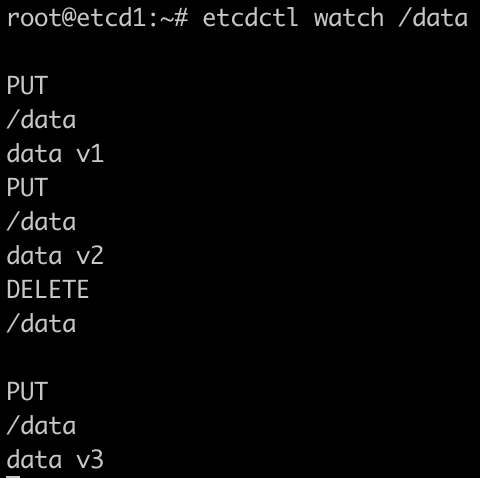 root@etcd1:~# etcdctl watch /data
PUT
/data
data v1
PUT
/data
data v2
DELETE
/data
PUT
/data
data v3